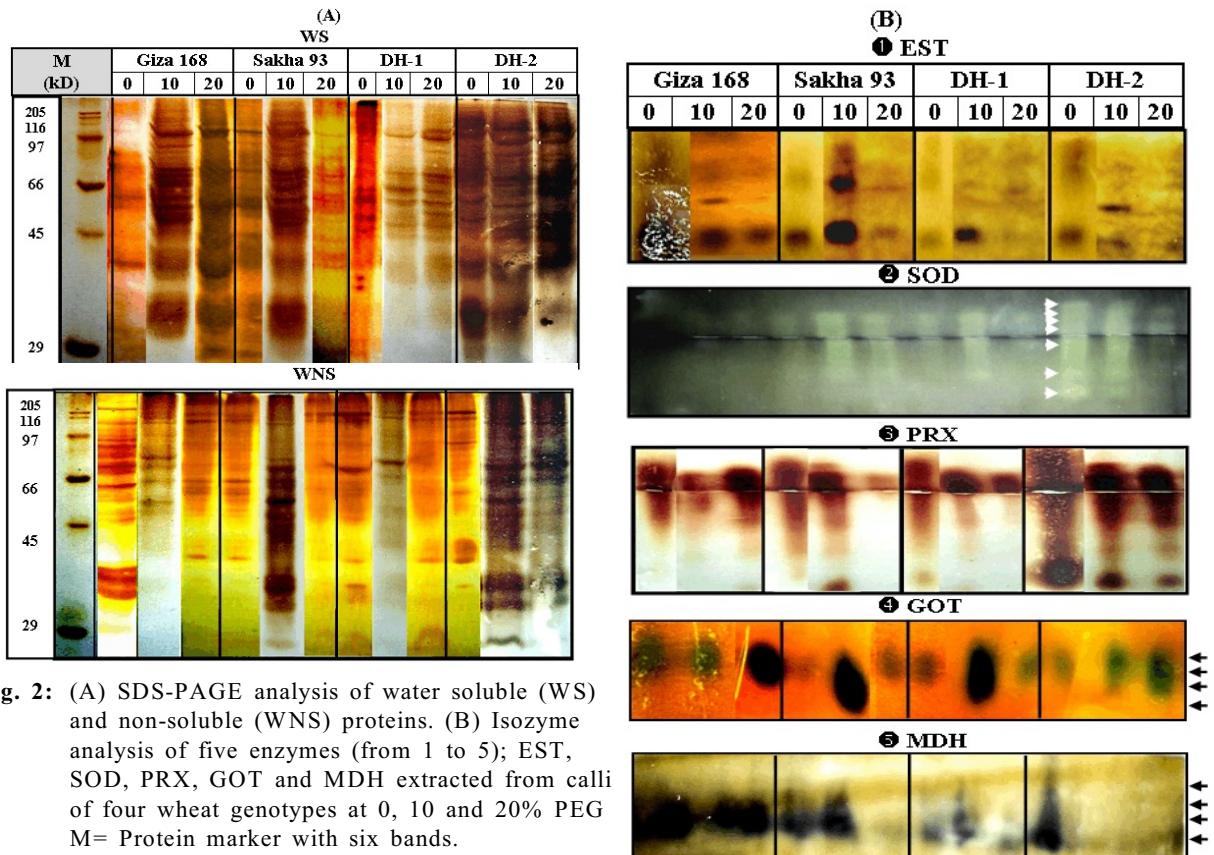 (A)
WS
M (kD) Giza 168 Sakha 93 DH-1 DH-2
0 10 20 0 10 20 0 10 20 0 10 20
205
116
97
66
45
29
WNS
205
116
97
66
45
29
g. 2: (A) SDS-PAGE analysis of water soluble (WS)
and non-soluble (WNS) proteins. (B) Isozyme
analysis of five enzymes (from 1 to 5); EST,
SOD, PRX, GOT and MDH extracted from calli
of four wheat genotypes at 0, 10 and 20% PEG
M= Protein marker with six bands.
(B)
❶ EST
Giza 168 Sakha 93 DH-1 DH-2
0 10 20 0 10 20 0 10 20 0 10 20
❷ SOD
❸ PRX
❹ GOT
❺ MDH